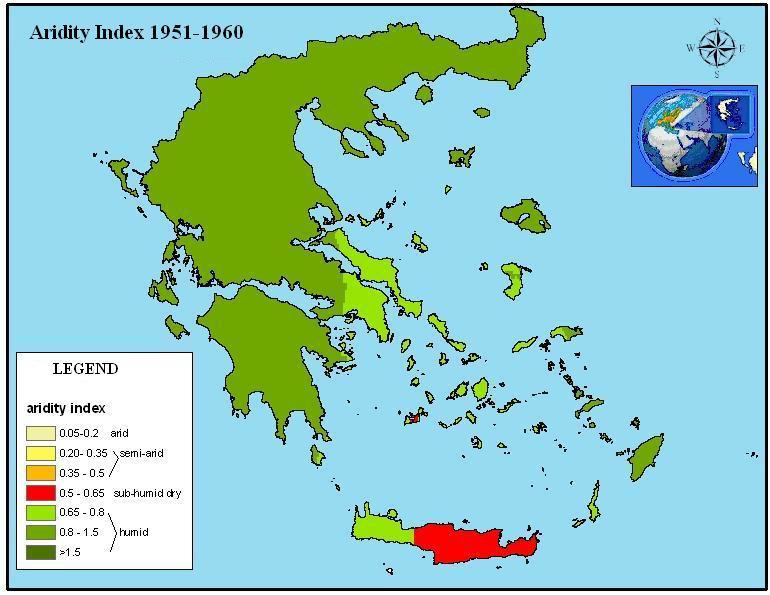 Aridity Index 1951-1960
N
W E
S
LEGEND
aridity index
0.05-0.2 arid
0.20- 0.35 semi-arid
0.35 - 0.5
0.5 - 0.65 sub-humid dry
0.65 - 0.8
0.8 - 1.5 humid
>1.5